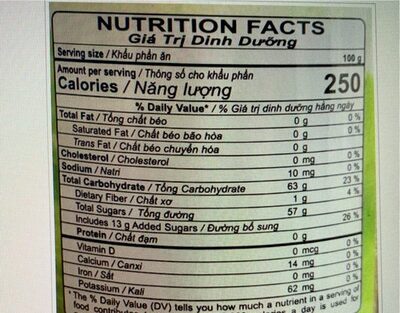 NUTRITION FACTS
Giá Trị Dinh Dưỡng
Serving size / Khẩu phần ăn 100 g
Amount per serving / Thông số cho khẩu phần
Calories / Năng lượng 250
% Daily Value* / % Giá trị dinh dưỡng hằng ngày
Total Fat / Tổng chất béo 0 g 0 %
Saturated Fat / Chất béo bão hòa 0 g 0 %
Trans Fat / Chất béo chuyển hóa 0 g
Cholesterol / Cholesterol 0 mg 0 %
Sodium / Natri 10 mg 0 %
Total Carbohydrate / Tổng Carbohydrate 63 g 23 %
Dietary Fiber / Chất xơ 1 g 4 %
Total Sugars / Tổng đường 57 g
Includes 13 g Added Sugars / Đường bổ sung 26 %
Protein / Chất đạm 0 g
Vitamin D 0 mcg 0 %
Calcium / Canxi 14 mg 0 %
Iron / Sắt 0 mg 0 %
Potassium / Kali 62 mg 0 %
* The % Daily Value (DV) tells you how much a nutrient in a serving of
a day is used for